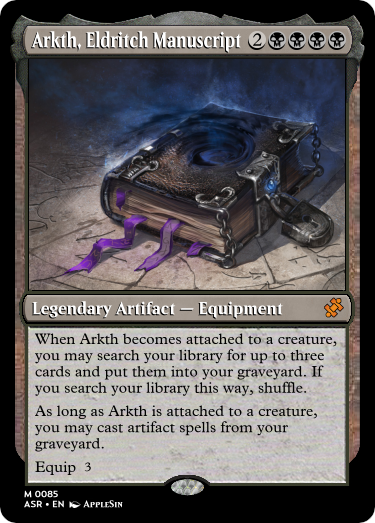 Arkth, Eldritch Manuscript 2
Legendary Artifact — Equipment
When Arkth becomes attached to a creature,
you may search your library for up to three
cards and put them into your graveyard. If
you search your library this way, shuffle.
As long as Arkth is attached to a creature,
you may cast artifact spells from your
graveyard.
Equip 3
M 0085
ASR • EN AppleSin